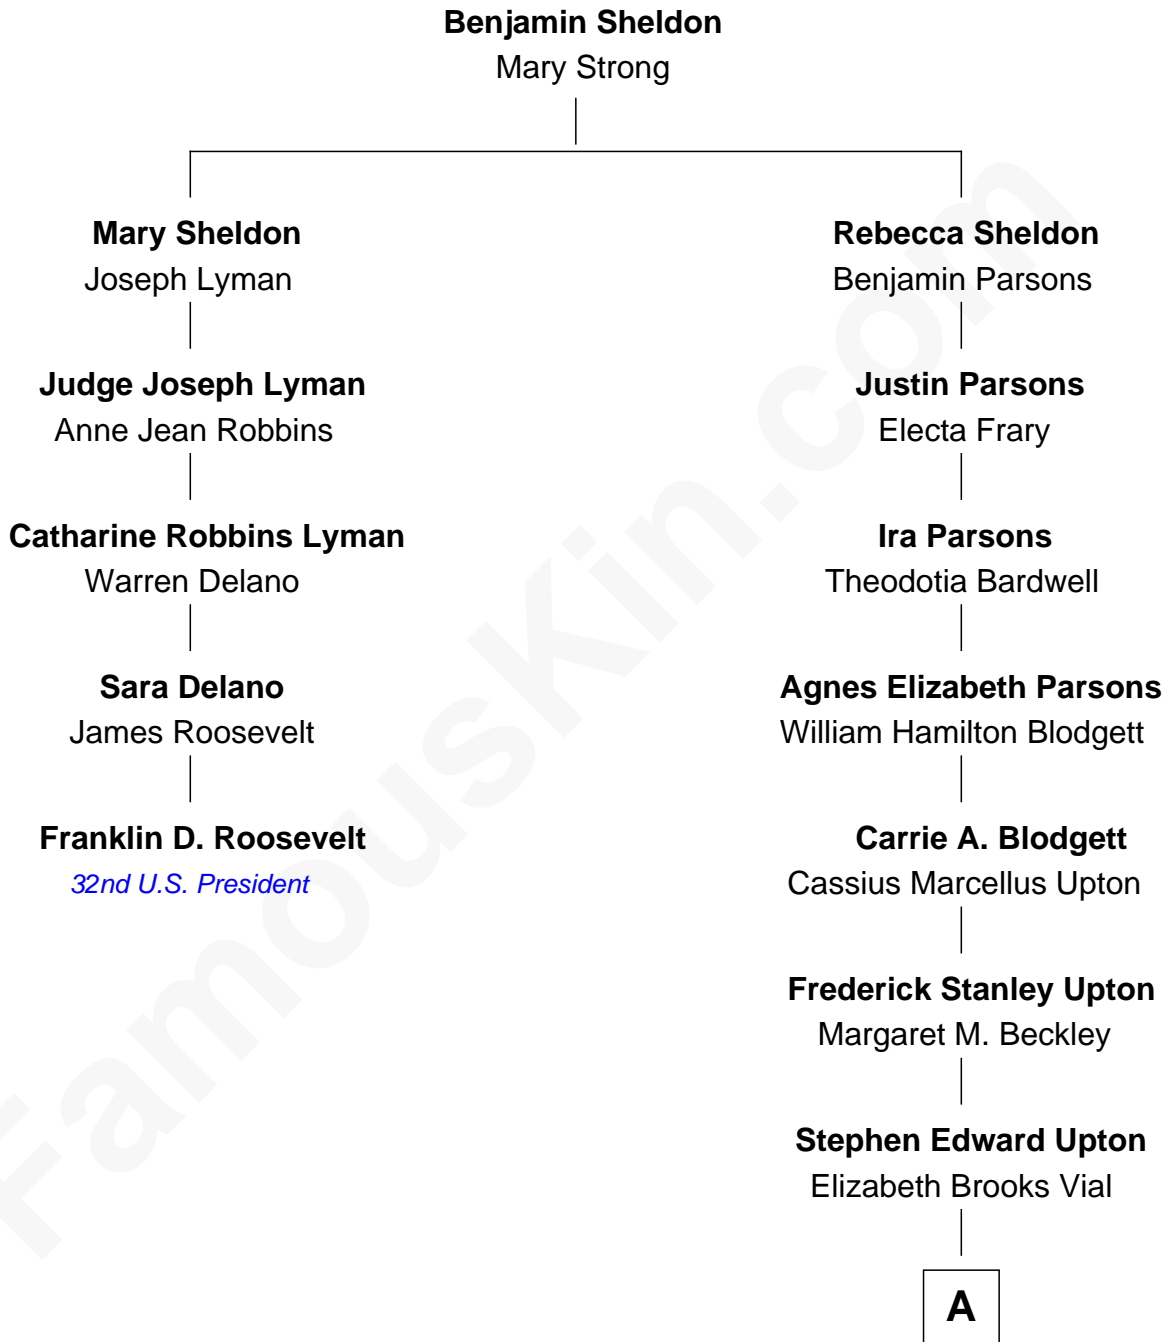 Benjamin Sheldon
Mary Strong
Mary Sheldon
Joseph Lyman
Judge Joseph Lyman
Anne Jean Robbins
Catharine Robbins Lyman
Warren Delano
Sara Delano
James Roosevelt
Franklin D. Roosevelt
32nd U.S. President
Rebecca Sheldon
Benjamin Parsons
Justin Parsons
Electa Frary
Ira Parsons
Theodotia Bardwell
Agnes Elizabeth Parsons
William Hamilton Blodgett
Carrie A. Blodgett
Cassius Marcellus Upton
Frederick Stanley Upton
Margaret M. Beckley
Stephen Edward Upton
Elizabeth Brooks Vial
A
FamousKin.com